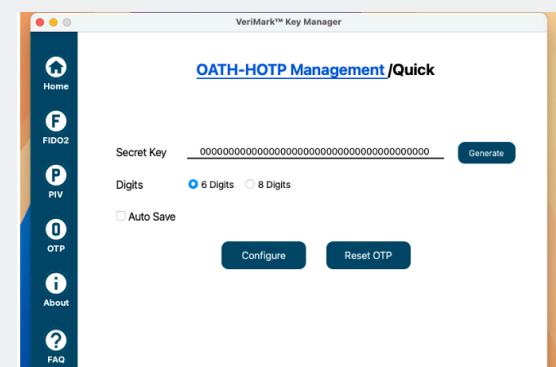 VeriMark™ Key Manager
Home
FIDO2
PIV
OTP
About
FAQ
OATH-HOTP Management /Quick
Secret Key 0000000000000000000000000000000000000000 Generate
Digits 6 Digits 8 Digits
Auto Save
Configure Reset OTP